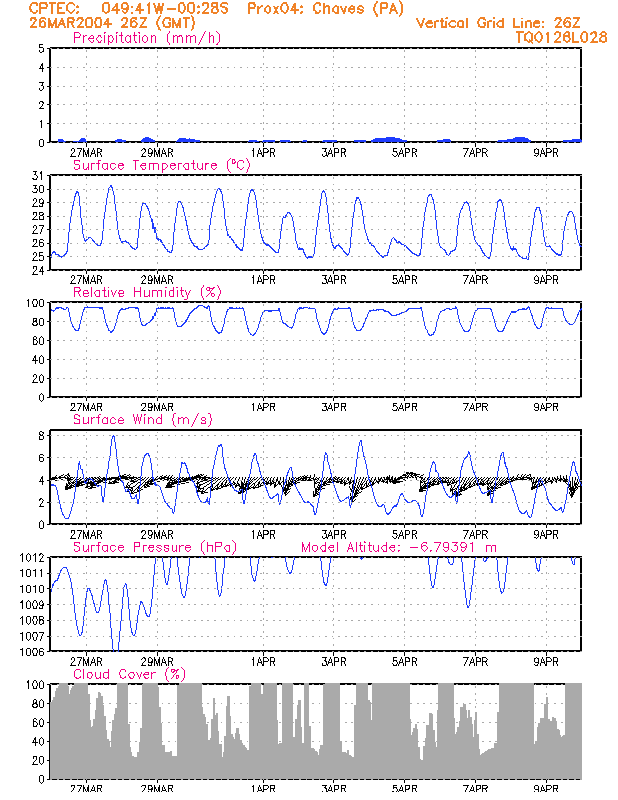 CPTEC: 049:41W-00:28S Prox04: Chaves (PA)
26MAR2004 26Z (GMT) Vertical Grid Line: 26Z
Precipitation (mm/h) TQ0126L028
5
4
3
2
1
0
27MAR 29MAR 1APR 3APR 5APR 7APR 9APR
Surface Temperature (°C)
31
30
29
28
27
26
25
24
27MAR 29MAR 1APR 3APR 5APR 7APR 9APR
Relative Humidity (%)
100
80
60
40
20
0
27MAR 29MAR 1APR 3APR 5APR 7APR 9APR
Surface Wind (m/s)
8
6
4
2
0
27MAR 29MAR 1APR 3APR 5APR 7APR 9APR
Surface Pressure (hPa) Model Altitude: -6.79391 m
1012
1011
1010
1009
1008
1007
1006
27MAR 29MAR 1APR 3APR 5APR 7APR 9APR
Cloud Cover (%)
100
80
60
40
20
0
27MAR 29MAR 1APR 3APR 5APR 7APR 9APR